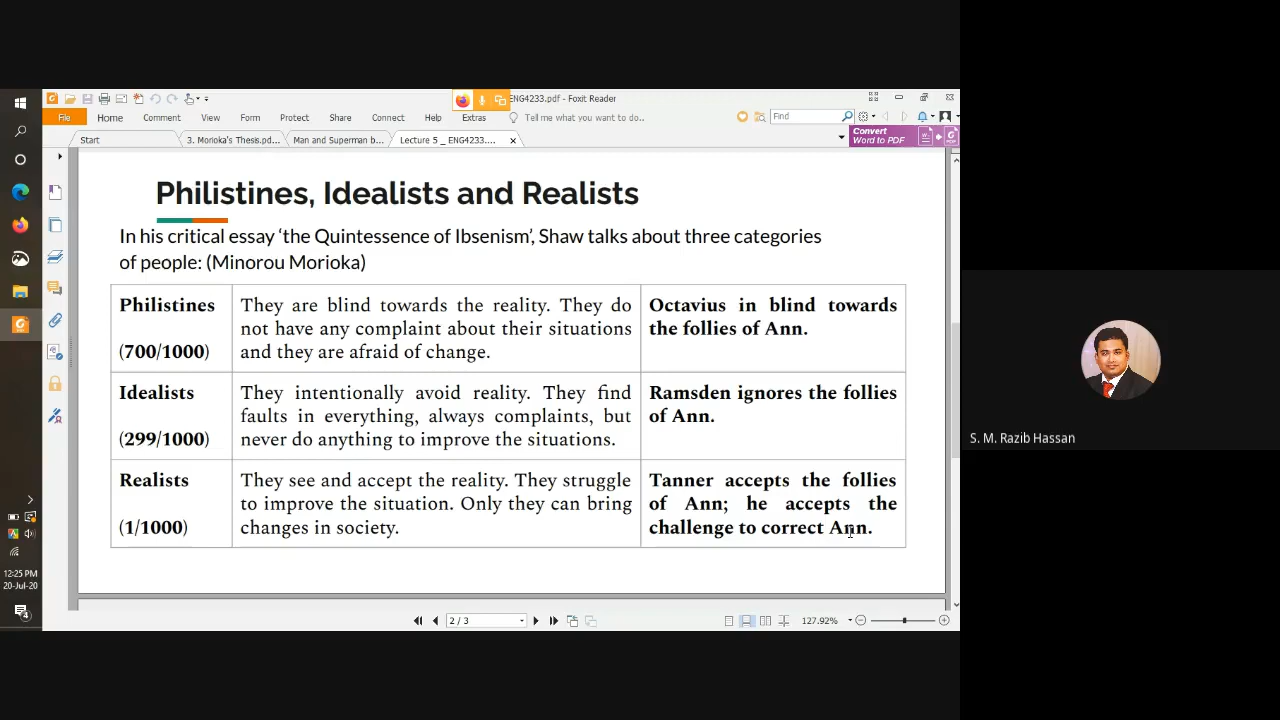 ENG4233.pdf - Foxit Reader
File Home Comment View Form Protect Share Connect Help Extras Tell me what you want to do... Find
Convert
Word to PDF
Start 3. Morioka's Thesis.pd... Man and Superman b... Lecture 5 _ ENG4233....
Philistines, Idealists and Realists
In his critical essay ‘the Quintessence of Ibsenism’, Shaw talks about three categories
of people: (Minorou Morioka)
Philistines
(700/1000)
They are blind towards the reality. They do
not have any complaint about their situations
and they are afraid of change.
Octavius in blind towards
the follies of Ann.
Idealists
(299/1000)
They intentionally avoid reality. They find
faults in everything, always complaints, but
never do anything to improve the situations.
Ramsden ignores the follies
of Ann.
Realists
(1/1000)
They see and accept the reality. They struggle
to improve the situation. Only they can bring
changes in society.
Tanner accepts the follies
of Ann; he accepts the
challenge to correct Ann.
S. M. Razib Hassan
12:25 PM
20-Jul-20
4
2 / 3
127.92%